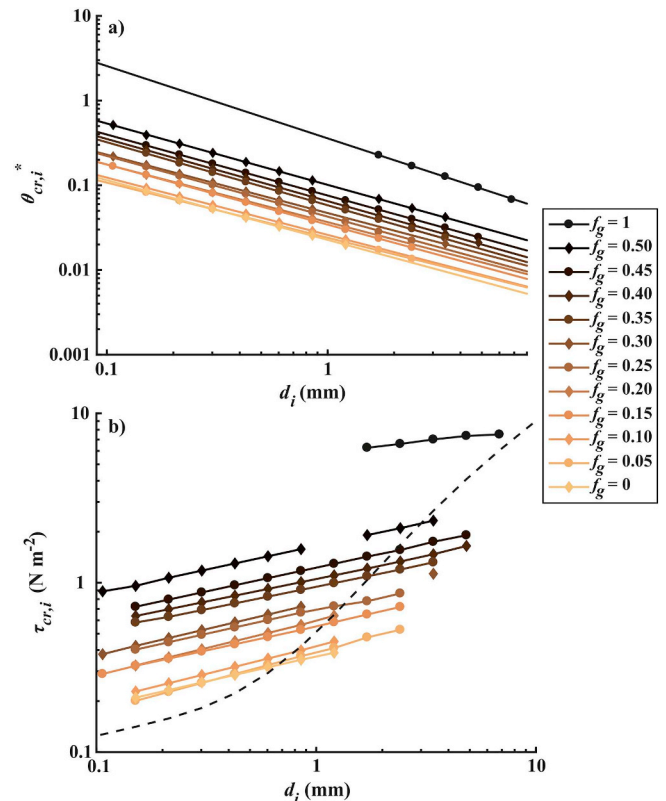 a)
10
1
0.1
0.01
0.001
θcr,i*
0.1
1
di (mm)
b)
10
1
0.1
τcr,i (N m-2)
0.1
1
10
di (mm)
fg = 1
fg = 0.50
fg = 0.45
fg = 0.40
fg = 0.35
fg = 0.30
fg = 0.25
fg = 0.20
fg = 0.15
fg = 0.10
fg = 0.05
fg = 0